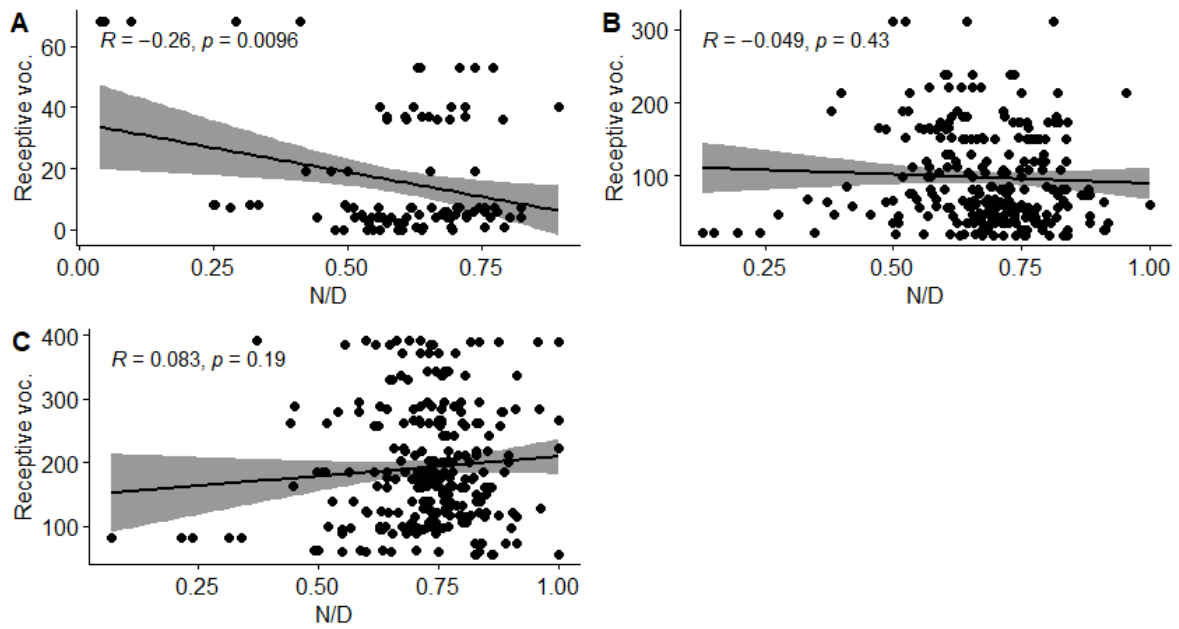 A
R = −0.26, p = 0.0096
Receptive voc.
60
40
20
0
0.00 0.25 0.50 0.75
N/D
B
R = −0.049, p = 0.43
Receptive voc.
300
200
100
0.25 0.50 0.75 1.00
N/D
C
R = 0.083, p = 0.19
Receptive voc.
400
300
200
100
0.25 0.50 0.75 1.00
N/D